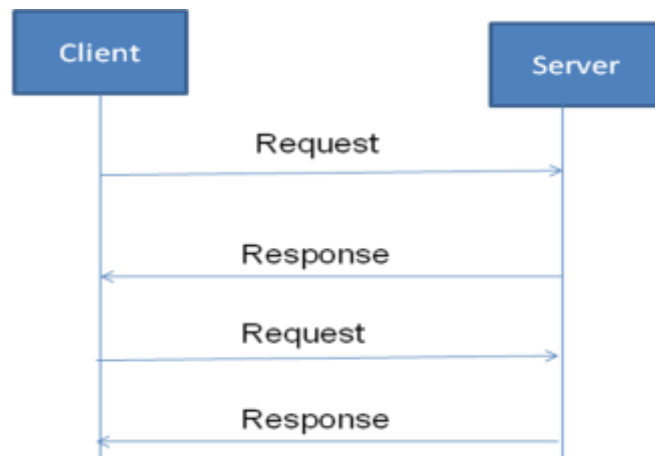 Client
Server
Request
Response
Request
Response